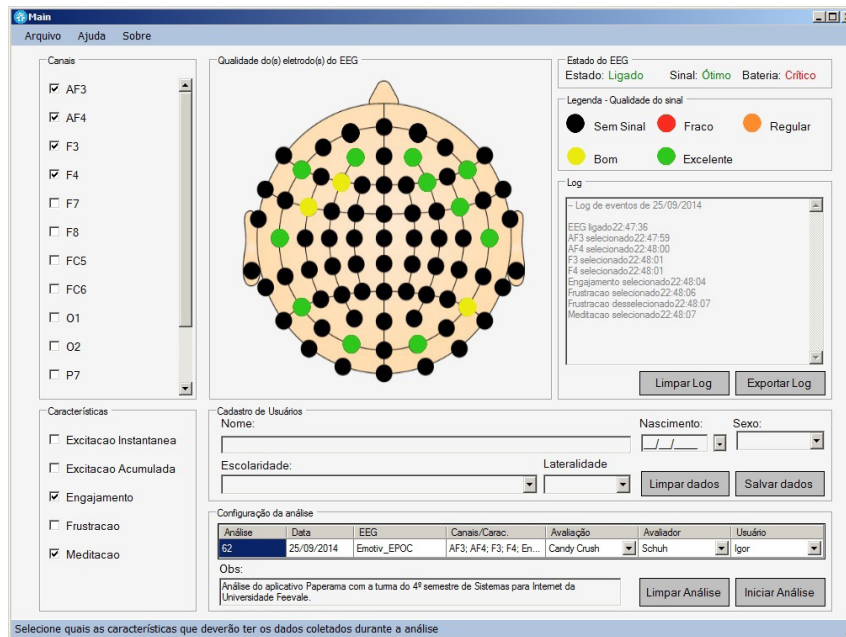 Main
Arquivo Ajuda Sobre
Canais
AF3
AF4
F3
F4
F7
F8
FC5
FC6
O1
O2
P7
Qualidade do(s) eletrodo(s) do EEG
Estado do EEG
Estado: Ligado Sinal: Ótimo Bateria: Crítico
Legenda - Qualidade do sinal
Sem Sinal Fraco Regular
Bom Excelente
Log
-- Log de eventos de 25/09/2014
EEG ligado22:47:36
AF3 selecionado22:47:59
AF4 selecionado22:48:00
F3 selecionado22:48:01
F4 selecionado22:48:01
Engajamento selecionado22:48:04
Frustracao selecionado22:48:06
Frustracao desselecionado22:48:07
Meditacao selecionado22:48:07
Limpar Log Exportar Log
Características
Excitacao Instantanea
Excitacao Acumulada
Engajamento
Frustracao
Meditacao
Cadastro de Usuários
Nome: Nascimento: Sexo:
__/__/____
Escolaridade: Lateralidade
Limpar dados Salvar dados
Configuração da análise
Análise Data EEG Canais/Carac. Avaliação Avaliador Usuário
62 25/09/2014 Emotiv_EPOC AF3; AF4; F3; F4; En... Candy Crush Schuh Igor
Obs:
Análise do aplicativo Paperama com a turma do 4º semestre de Sistemas para Internet da
Universidade Feevale.
Limpar Análise Iniciar Análise
Selecione quais as características que deverão ter os dados coletados durante a análise